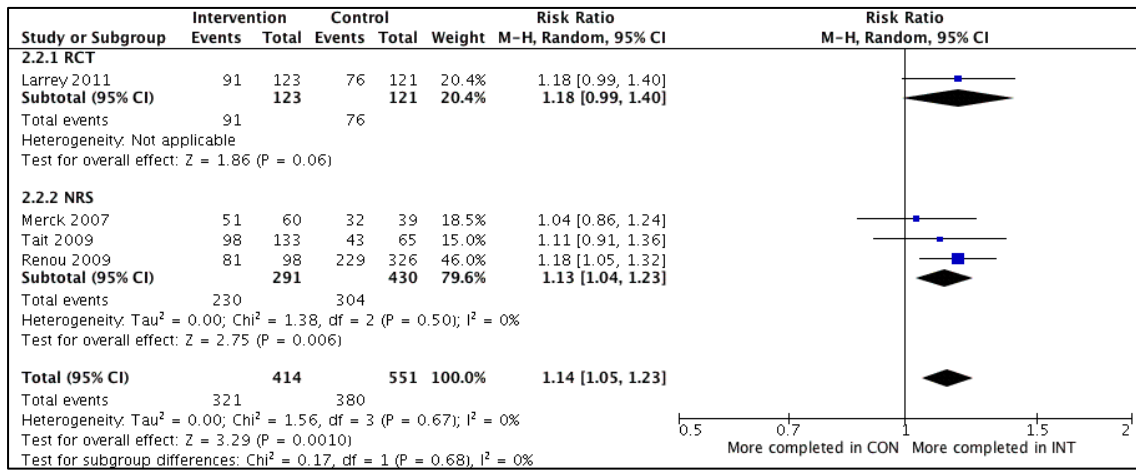 Intervention Control Risk Ratio Risk Ratio
Study or Subgroup Events Total Events Total Weight M-H, Random, 95% CI M-H, Random, 95% CI
2.2.1 RCT
Larrey 2011 91 123 76 121 20.4% 1.18 [0.99, 1.40]
Subtotal (95% CI) 123 121 20.4% 1.18 [0.99, 1.40]
Total events 91 76
Heterogeneity: Not applicable
Test for overall effect: Z = 1.86 (P = 0.06)
2.2.2 NRS
Merck 2007 51 60 32 39 18.5% 1.04 [0.86, 1.24]
Tait 2009 98 133 43 65 15.0% 1.11 [0.91, 1.36]
Renou 2009 81 98 229 326 46.0% 1.18 [1.05, 1.32]
Subtotal (95% CI) 291 430 79.6% 1.13 [1.04, 1.23]
Total events 230 304
Heterogeneity: Tau² = 0.00; Chi² = 1.38, df = 2 (P = 0.50); I² = 0%
Test for overall effect: Z = 2.75 (P = 0.006)
Total (95% CI) 414 551 100.0% 1.14 [1.05, 1.23]
Total events 321 380
Heterogeneity: Tau² = 0.00; Chi² = 1.56, df = 3 (P = 0.67); I² = 0%
Test for overall effect: Z = 3.29 (P = 0.0010)
Test for subgroup differences: Chi² = 0.17, df = 1 (P = 0.68), I² = 0%
0.5 0.7 1 1.5 2
More completed in CON More completed in INT